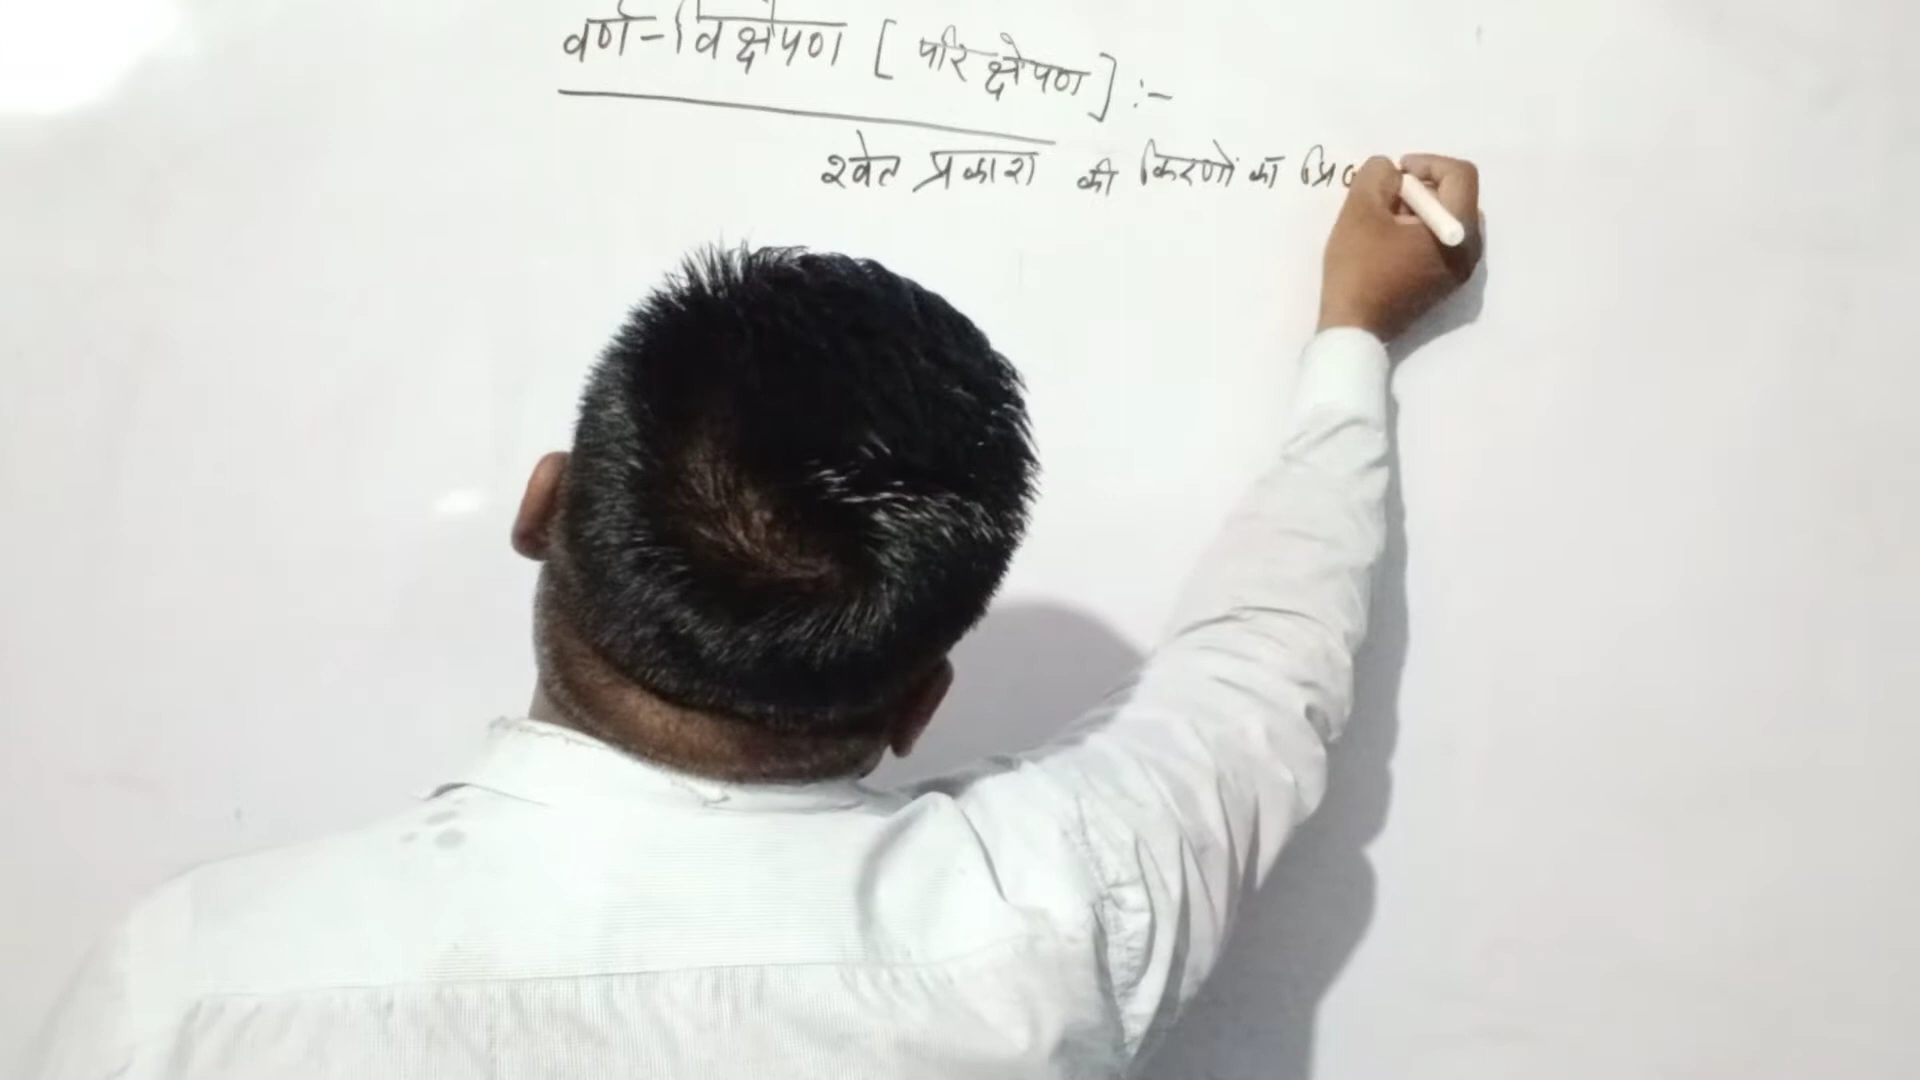 वर्ण-विक्षेपण [ परिक्षेपण ] :-
श्वेत प्रकाश की किरणों का